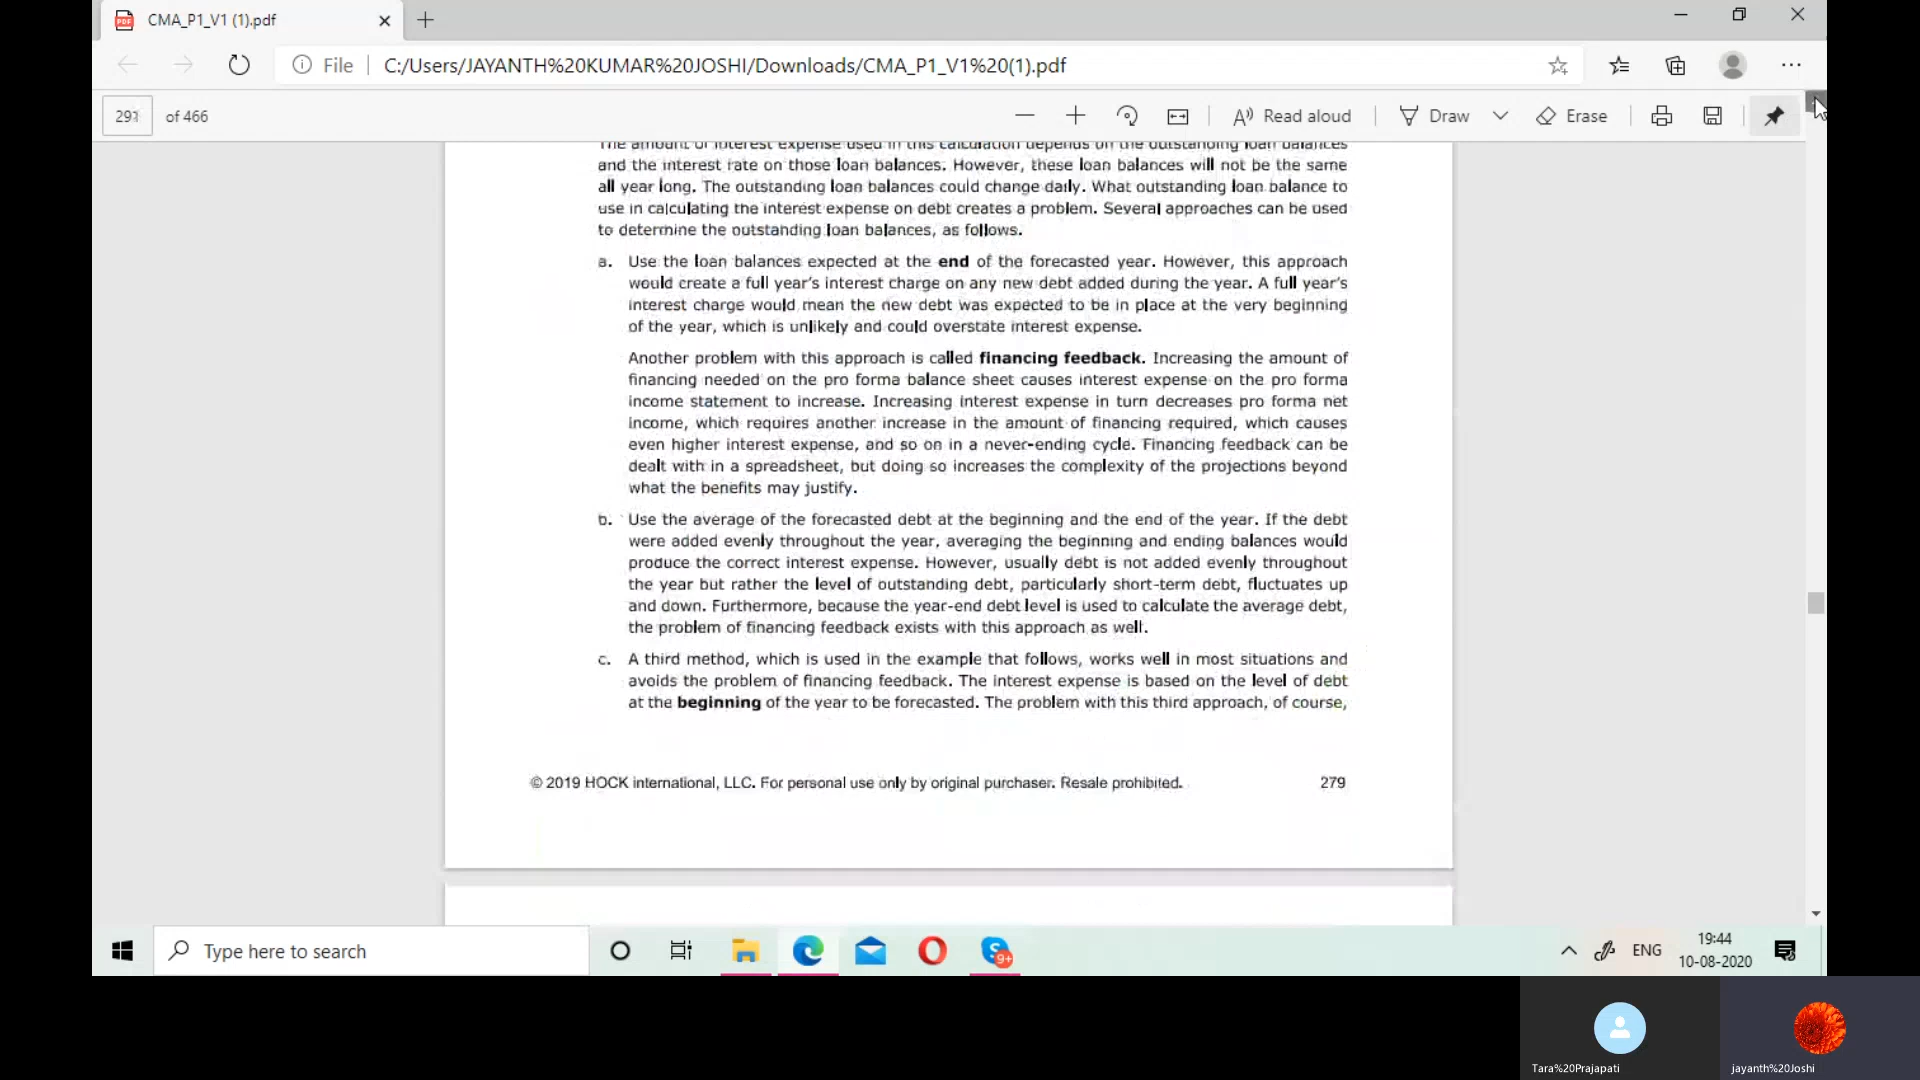 CMA_P1_V1 (1).pdf
File
C:/Users/JAYANTH%20KUMAR%20JOSHI/Downloads/CMA_P1_V1%20(1).pdf
291 of 466
Read aloud
Draw
Erase
The amount of interest expense used in this calculation depends on the outstanding loan balances
and the interest rate on those loan balances. However, these loan balances will not be the same
all year long. The outstanding loan balances could change daily. What outstanding loan balance to
use in calculating the interest expense on debt creates a problem. Several approaches can be used
to determine the outstanding loan balances, as follows.
a. Use the loan balances expected at the end of the forecasted year. However, this approach
would create a full year's interest charge on any new debt added during the year. A full year's
interest charge would mean the new debt was expected to be in place at the very beginning
of the year, which is unlikely and could overstate interest expense.
Another problem with this approach is called financing feedback. Increasing the amount of
financing needed on the pro forma balance sheet causes interest expense on the pro forma
income statement to increase. Increasing interest expense in turn decreases pro forma net
income, which requires another increase in the amount of financing required, which causes
even higher interest expense, and so on in a never-ending cycle. Financing feedback can be
dealt with in a spreadsheet, but doing so increases the complexity of the projections beyond
what the benefits may justify.
b. Use the average of the forecasted debt at the beginning and the end of the year. If the debt
were added evenly throughout the year, averaging the beginning and ending balances would
produce the correct interest expense. However, usually debt is not added evenly throughout
the year but rather the level of outstanding debt, particularly short-term debt, fluctuates up
and down. Furthermore, because the year-end debt level is used to calculate the average debt,
the problem of financing feedback exists with this approach as well.
c. A third method, which is used in the example that follows, works well in most situations and
avoids the problem of financing feedback. The interest expense is based on the level of debt
at the beginning of the year to be forecasted. The problem with this third approach, of course,
© 2019 HOCK international, LLC. For personal use only by original purchaser. Resale prohibited. 279
Type here to search
9+
ENG
19:44
10-08-2020
Tara%20Prajapati
jayanth%20Joshi